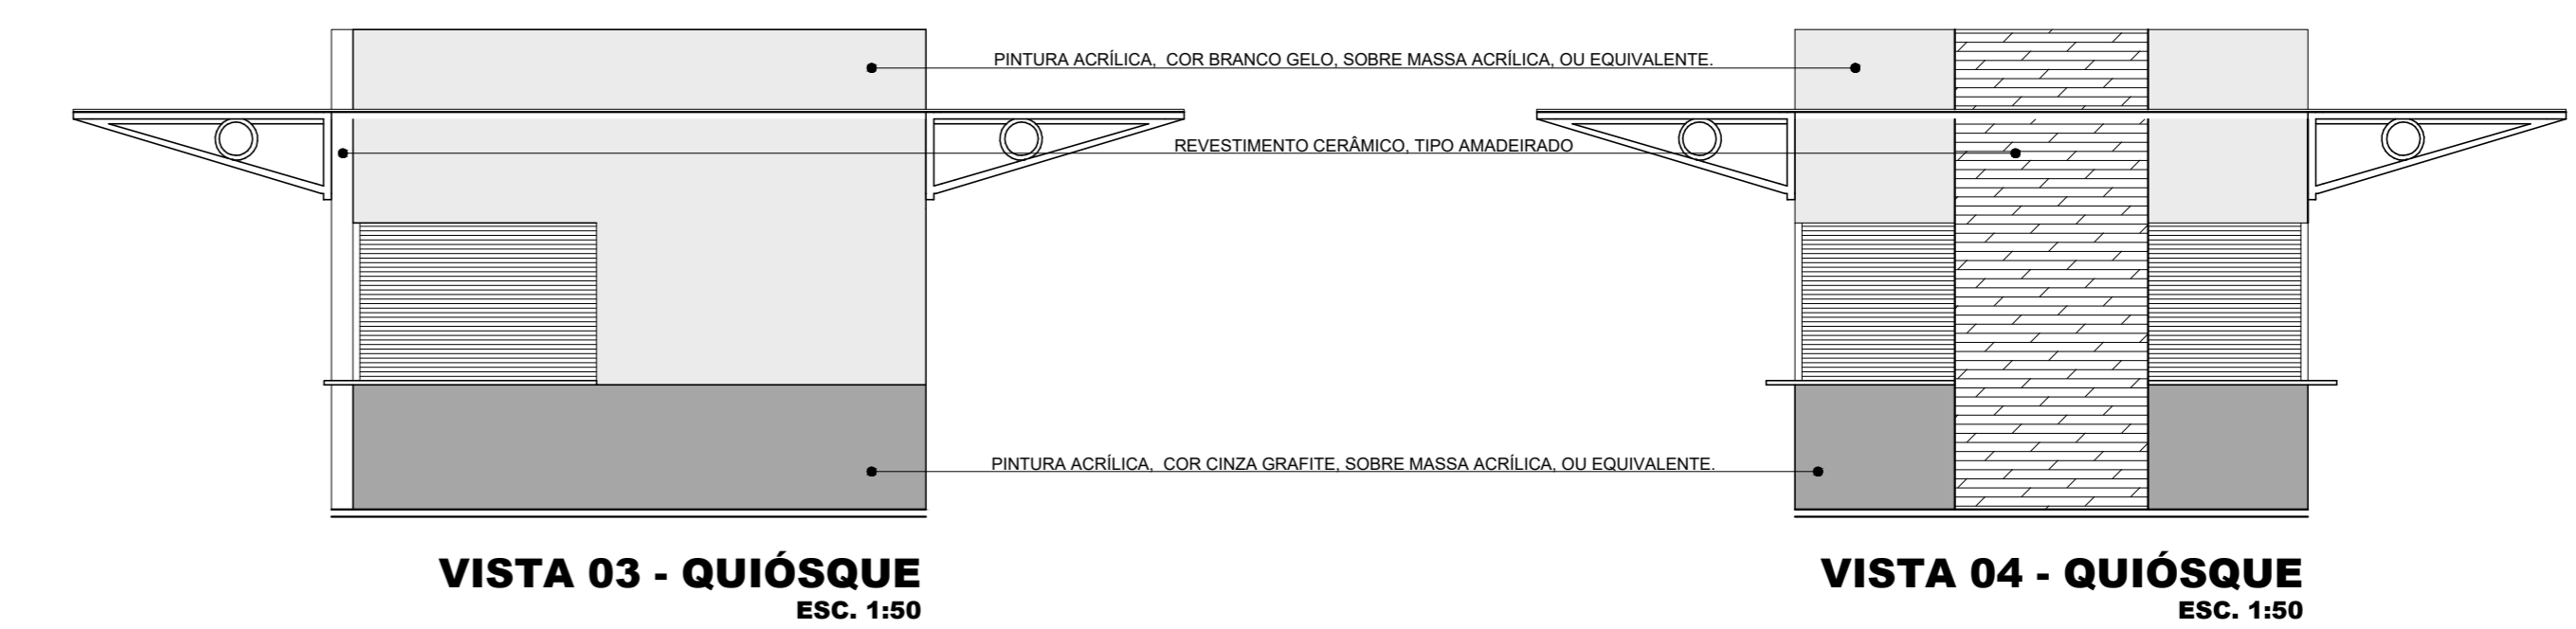 PINTURA ACRÍLICA, COR BRANCO GELO, SOBRE MASSA ACRÍLICA, OU EQUIVALENTE.
REVESTIMENTO CERÂMICO, TIPO AMADEIRADO
PINTURA ACRÍLICA, COR CINZA GRAFITE, SOBRE MASSA ACRÍLICA, OU EQUIVALENTE.
VISTA 03 - QUIÓSQUE
ESC. 1:50
VISTA 04 - QUIÓSQUE
ESC. 1:50